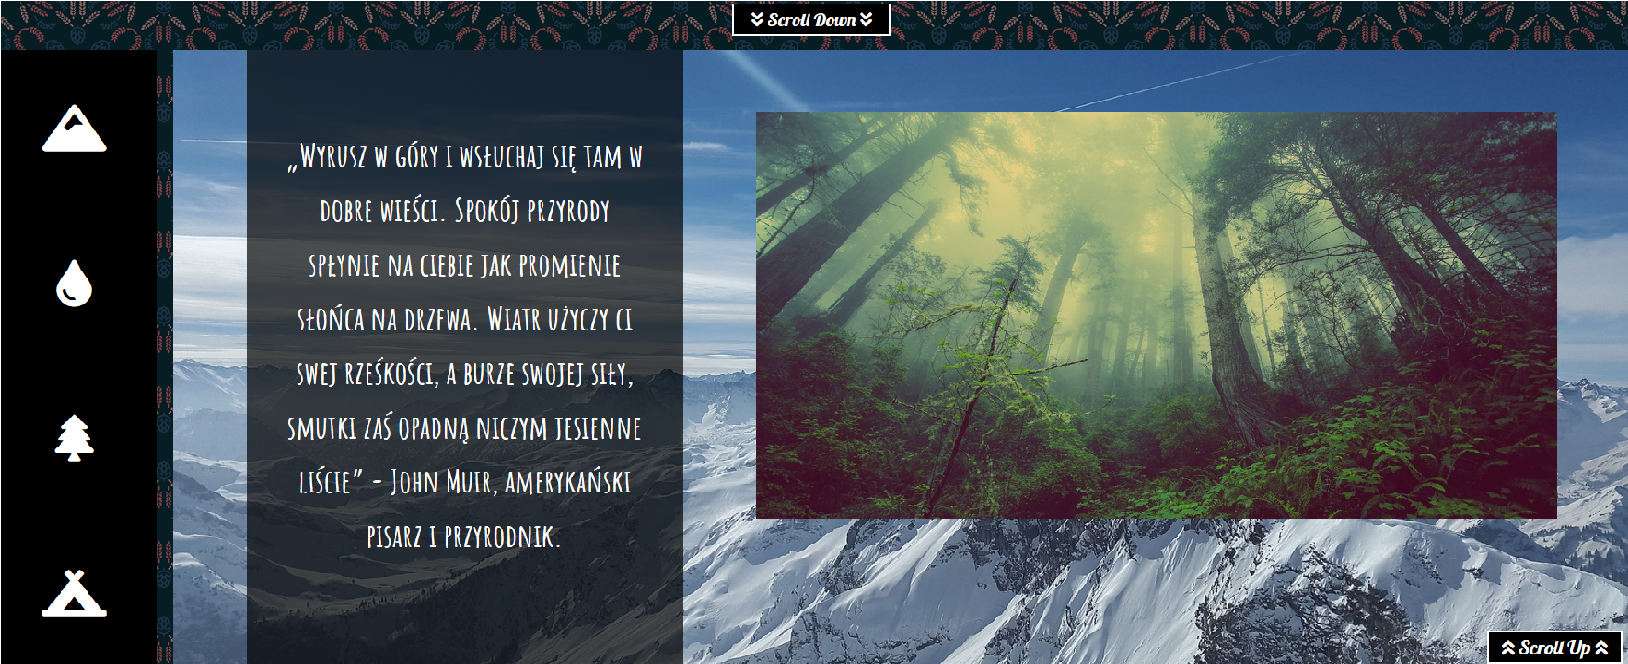 Scroll Down
„Wyrusz w góry i wsłuchaj się tam w
dobre wieści. Spokój przyrody
spłynie na ciebie jak promienie
słońca na drzewa. Wiatr użyczy ci
swej rześkości, a burze swojej siły,
smutki zaś opadną niczym jesienne
liście” - John Muir, amerykański
pisarz i przyrodnik.
Scroll Up